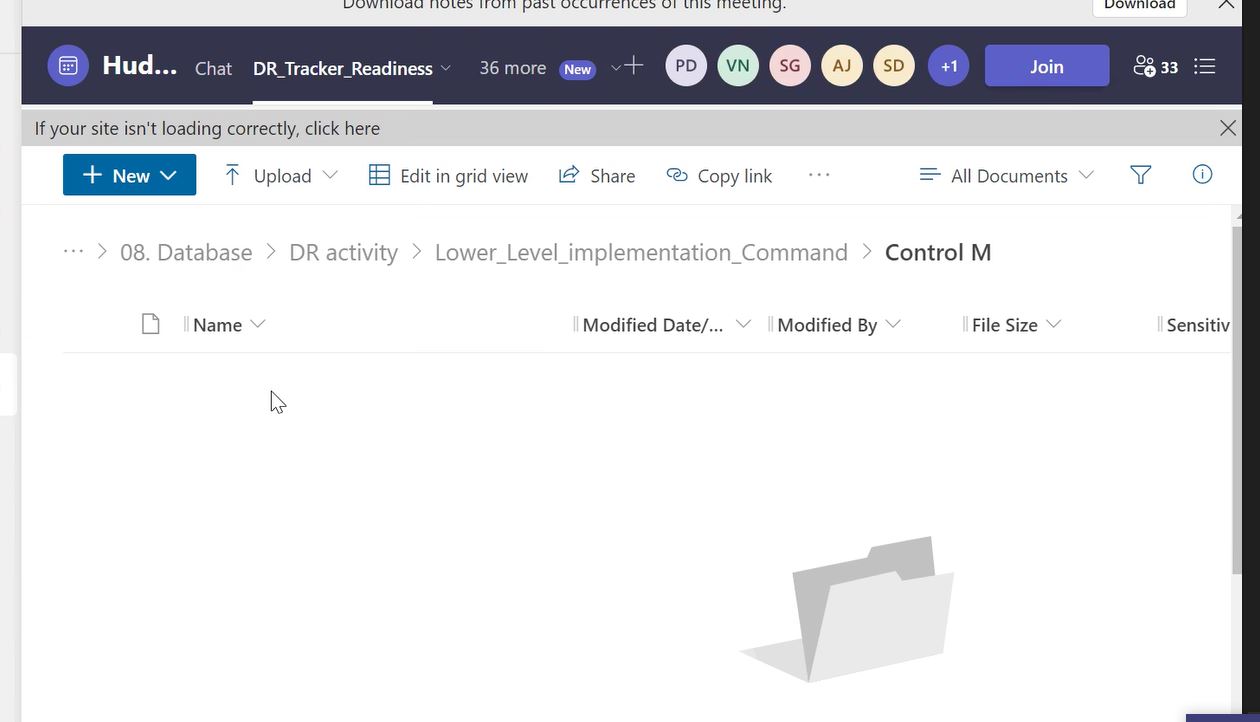 Download notes from past occurrences of this meeting.
Download
Hud... Chat DR_Tracker_Readiness 36 more New PD VN SG AJ SD +1 Join 33
If your site isn't loading correctly, click here
New Upload Edit in grid view Share Copy link ··· All Documents
··· > 08. Database > DR activity > Lower_Level_implementation_Command > Control M
Name Modified Date/... Modified By File Size Sensitiv